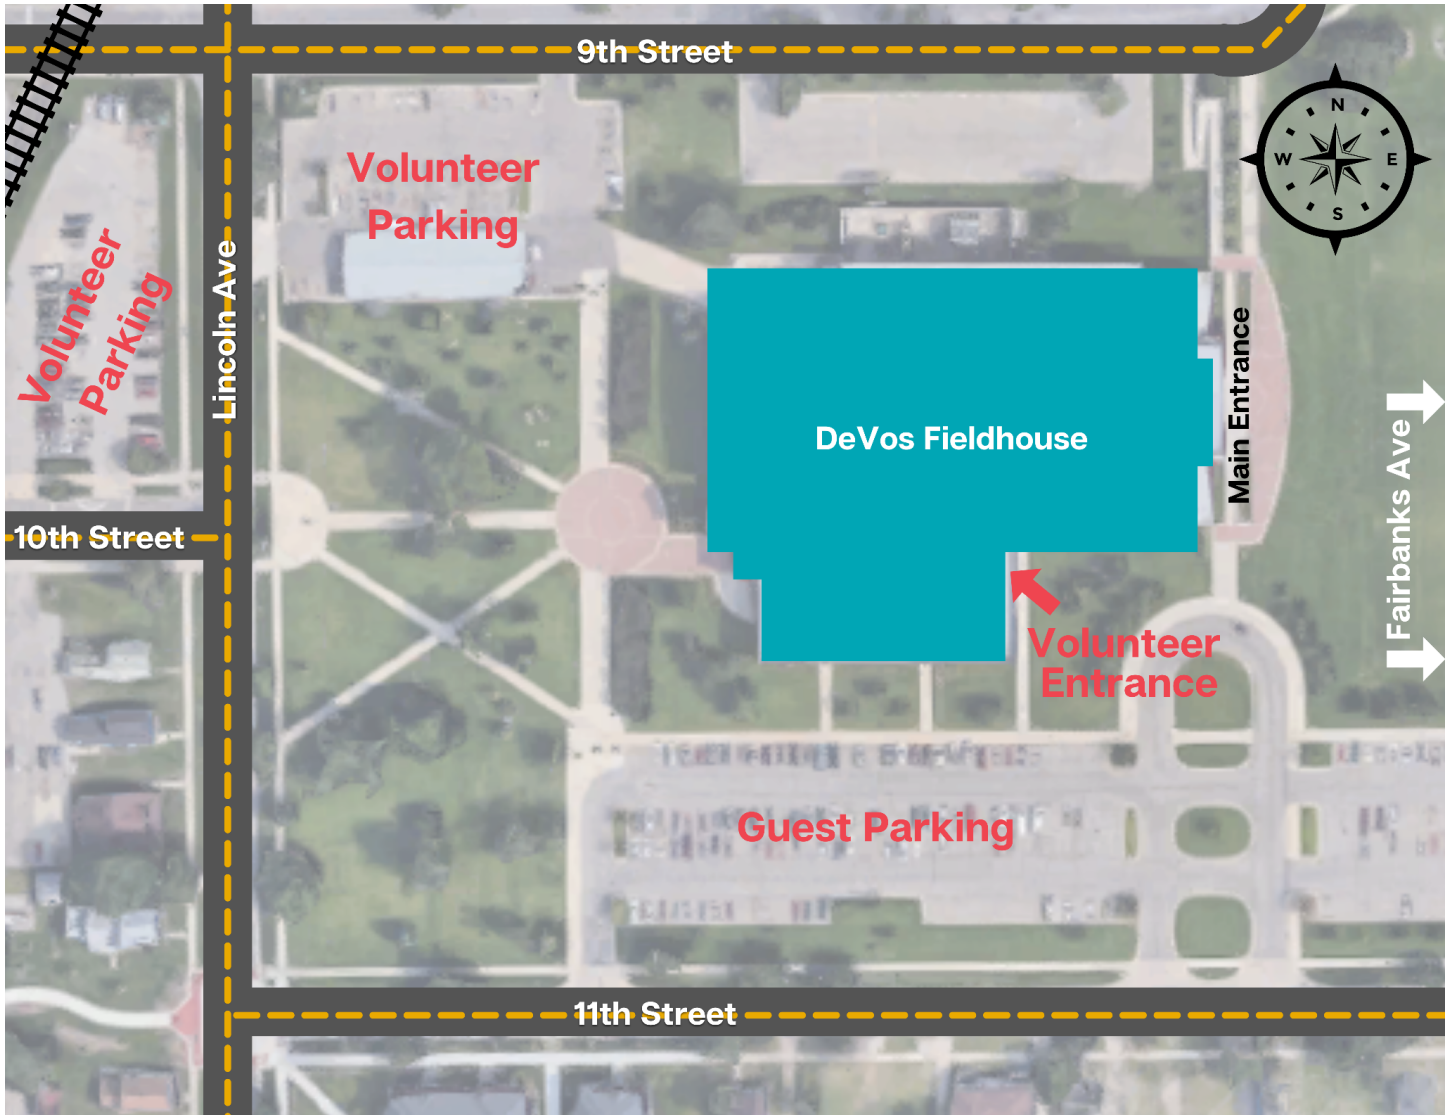 9th Street
N
W
E
S
Volunteer
Parking
Volunteer
Parking
Lincoln Ave
Main Entrance
DeVos Fieldhouse
Fairbanks Ave
10th Street
Volunteer
Entrance
Guest Parking
11th Street